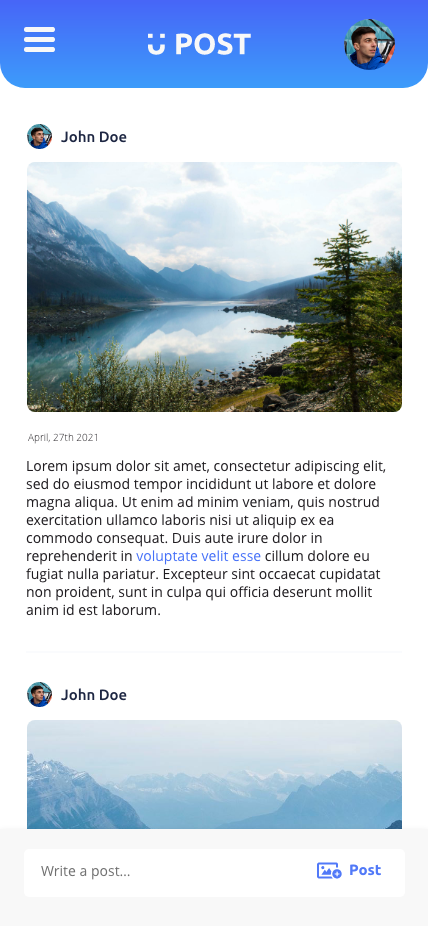 POST
John Doe
April, 27th 2021
Lorem ipsum dolor sit amet, consectetur adipiscing elit,
sed do eiusmod tempor incididunt ut labore et dolore
magna aliqua. Ut enim ad minim veniam, quis nostrud
exercitation ullamco laboris nisi ut aliquip ex ea
commodo consequat. Duis aute irure dolor in
reprehenderit in voluptate velit esse cillum dolore eu
fugiat nulla pariatur. Excepteur sint occaecat cupidatat
non proident, sunt in culpa qui officia deserunt mollit
anim id est laborum.
John Doe
Write a post...
Post